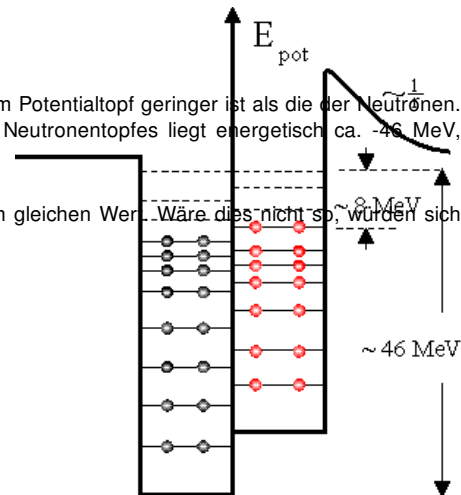 E pot
~ 1/r
m Potentialtopf geringer ist als die der Neutronen.
Neutronentopfes liegt energetisch ca. -46 MeV,
~ 8 MeV
n gleichen Wert. Wäre dies nicht so, würden sich
~ 46 MeV